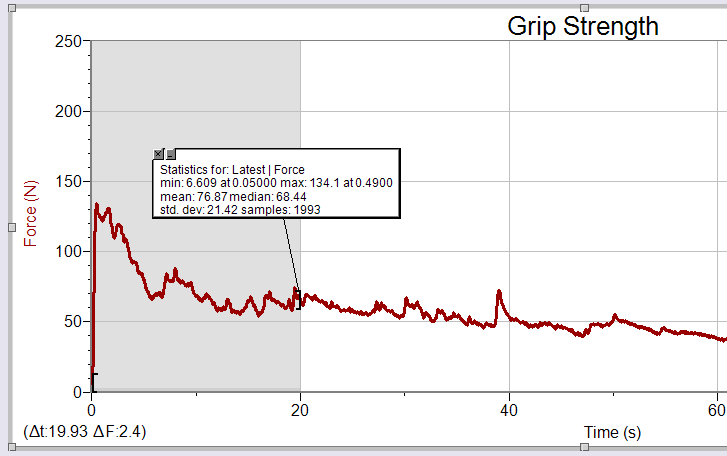 Grip Strength
250
200
150
100
50
0
Force (N)
Statistics for: Latest | Force
min: 6.609 at 0.05000 max: 134.1 at 0.4900
mean: 76.87 median: 68.44
std. dev: 21.42 samples: 1993
0 20 40 60
(Δt:19.93 ΔF:2.4) Time (s)